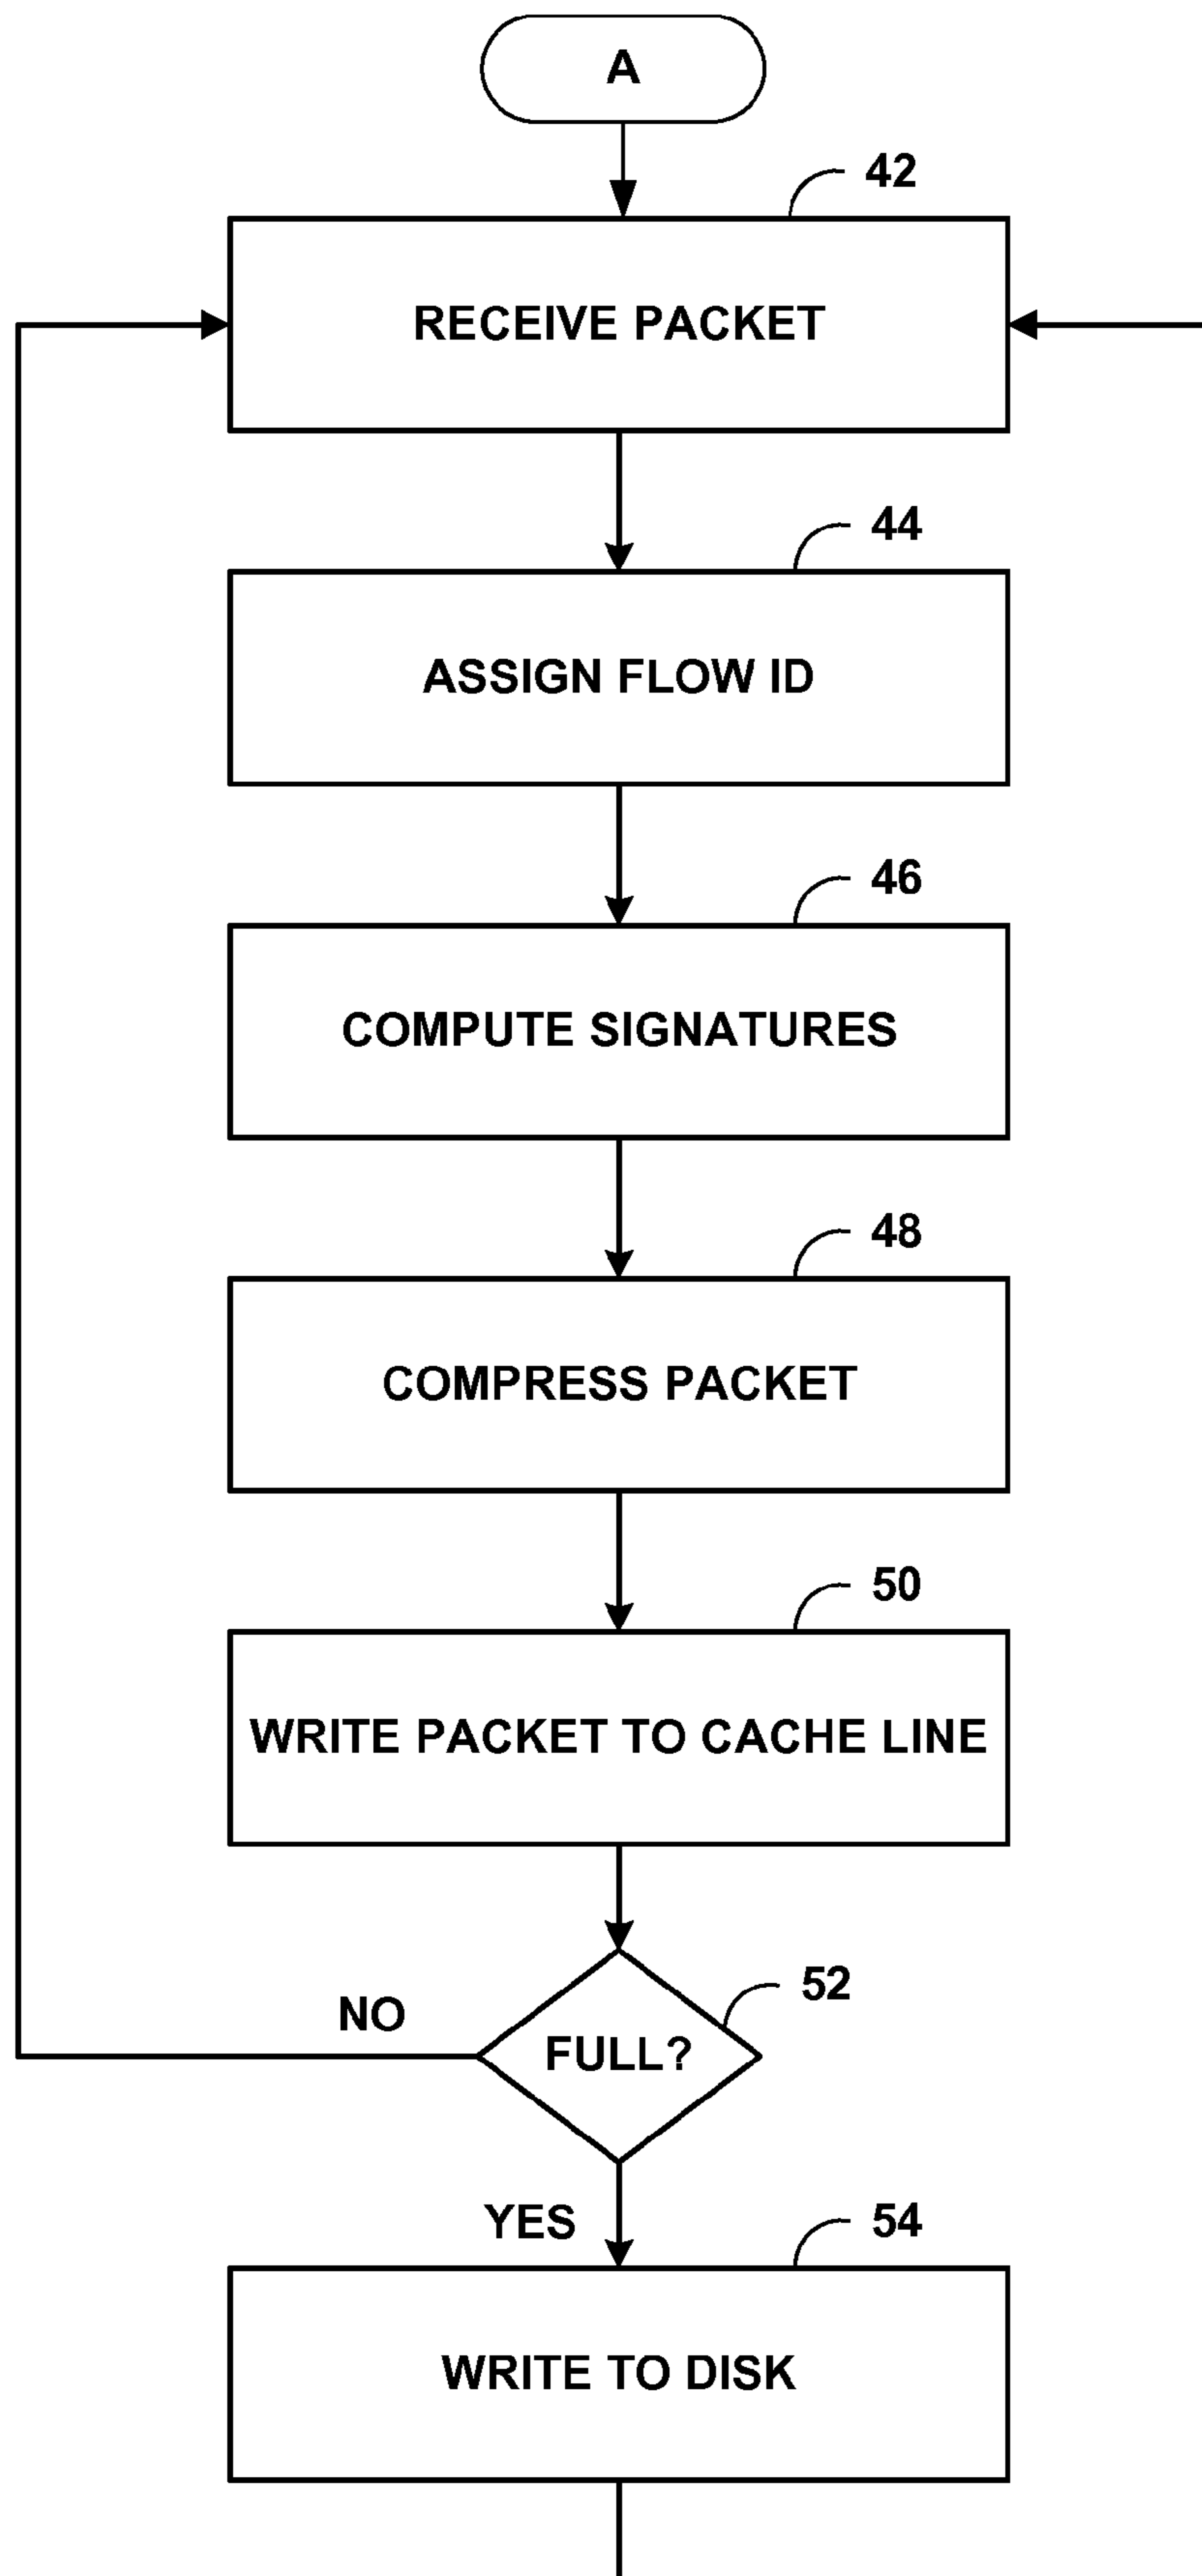 A
42
RECEIVE PACKET
44
ASSIGN FLOW ID
46
COMPUTE SIGNATURES
48
COMPRESS PACKET
50
WRITE PACKET TO CACHE LINE
52
NO
FULL?
YES
54
WRITE TO DISK